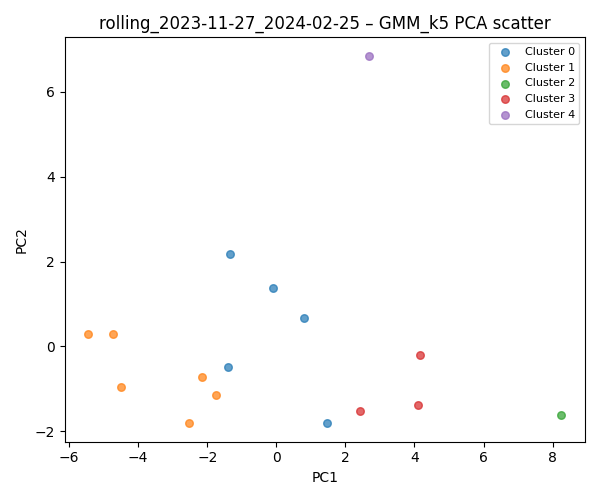 rolling_2023-11-27_2024-02-25 – GMM_k5 PCA scatter
Cluster 0
Cluster 1
Cluster 2
Cluster 3
Cluster 4
PC2
6
4
2
0
−2
−6
−4
−2
0
2
4
6
8
PC1